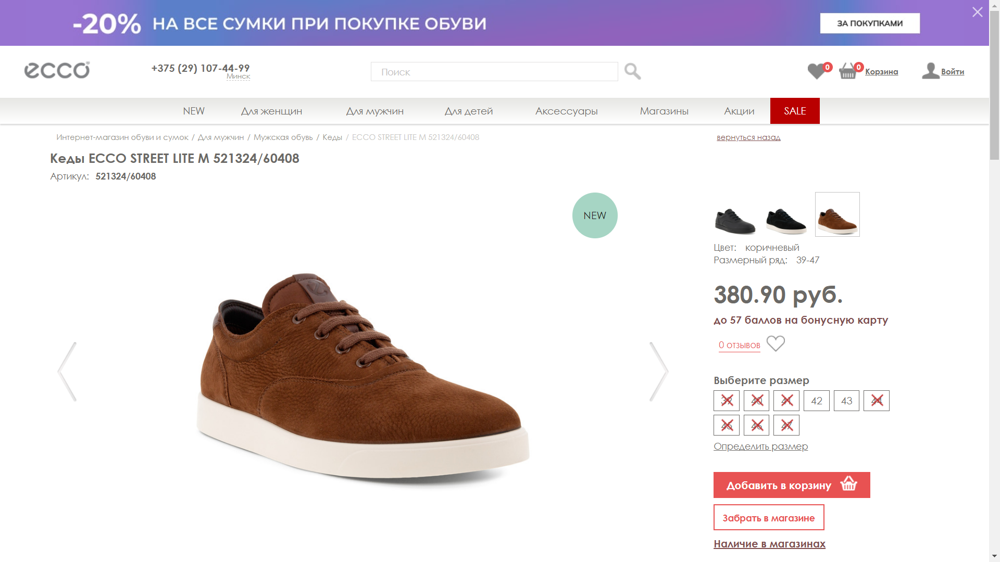 -20% НА ВСЕ СУМКИ ПРИ ПОКУПКЕ ОБУВИ
ЗА ПОКУПКАМИ
ecco
+375 (29) 107-44-99
Минск
Поиск
0
0
Корзина
Войти
NEW
Для женщин
Для мужчин
Для детей
Аксессуары
Магазины
Акции
SALE
Интернет-магазин обуви и сумок / Для мужчин / Мужская обувь / Кеды / ECCO STREET LITE M 521324/60408
вернуться назад
Кеды ECCO STREET LITE M 521324/60408
Артикул: 521324/60408
NEW
Цвет: коричневый
Размерный ряд: 39-47
380.90 руб.
до 57 баллов на бонусную карту
0 отзывов
Выберите размер
39 40 41 42 43 44
45 46 47
Определить размер
Добавить в корзину
Забрать в магазине
Наличие в магазинах